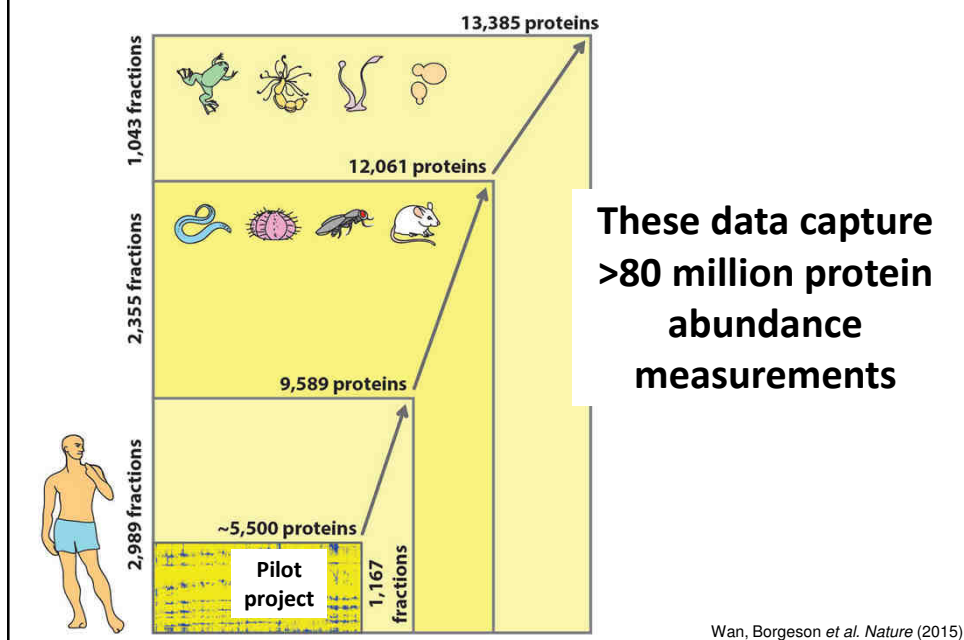 13,385 proteins
1,043 fractions
12,061 proteins
2,355 fractions
These data capture
>80 million protein
abundance
measurements
9,589 proteins
2,989 fractions
~5,500 proteins
Pilot
project
1,167
fractions
Wan, Borgeson et al. Nature (2015)